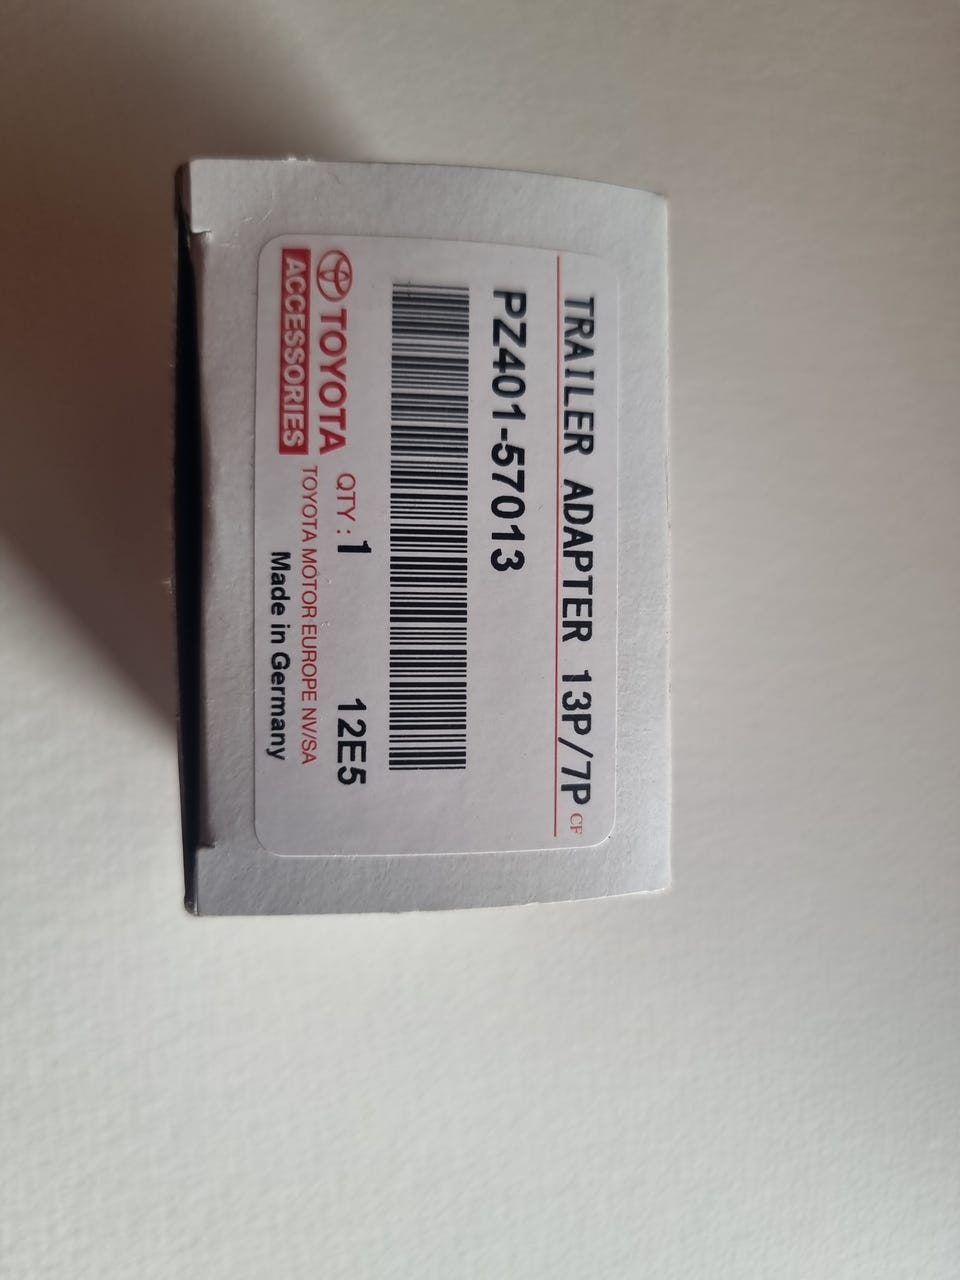 TRAILER ADAPTER 13P/7P CF
PZ401-57013
TOYOTA QTY : 1 12E5
ACCESSORIES TOYOTA MOTOR EUROPE NV/SA
Made in Germany